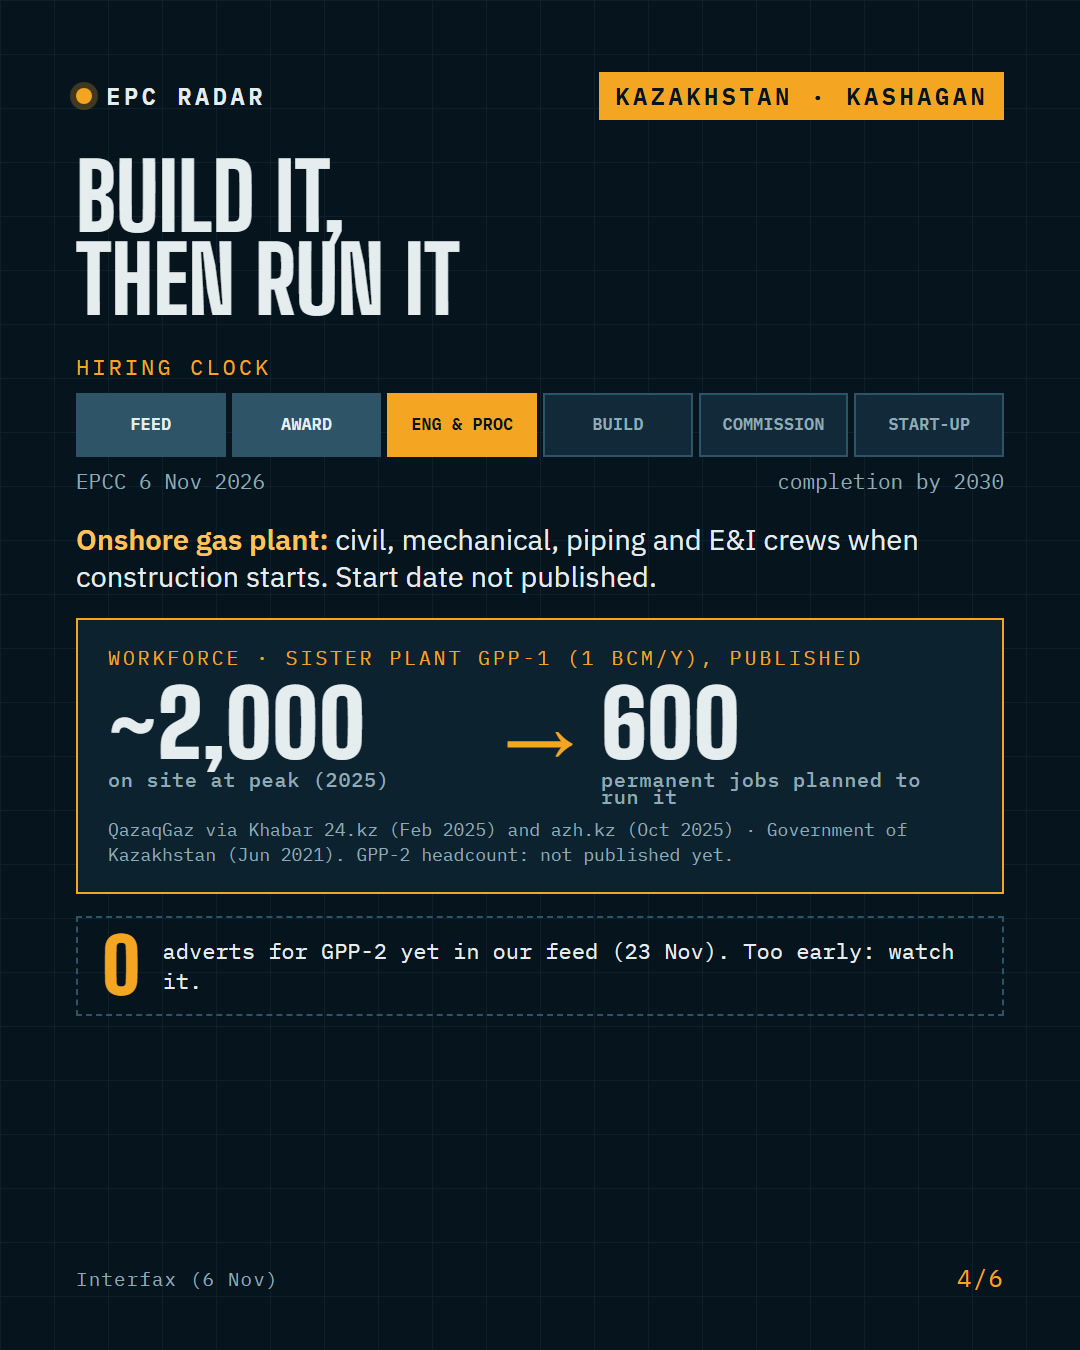 EPC RADAR
KAZAKHSTAN · KASHAGAN
BUILD IT,
THEN RUN IT
HIRING CLOCK
FEED
AWARD
ENG & PROC
BUILD
COMMISSION
START-UP
EPCC 6 Nov 2026
completion by 2030
Onshore gas plant: civil, mechanical, piping and E&I crews when
construction starts. Start date not published.
WORKFORCE · SISTER PLANT GPP-1 (1 BCM/Y), PUBLISHED
~2,000
on site at peak (2025)
→
600
permanent jobs planned to
run it
QazaqGaz via Khabar 24.kz (Feb 2025) and azh.kz (Oct 2025) · Government of
Kazakhstan (Jun 2021). GPP-2 headcount: not published yet.
0
adverts for GPP-2 yet in our feed (23 Nov). Too early: watch
it.
Interfax (6 Nov)
4/6